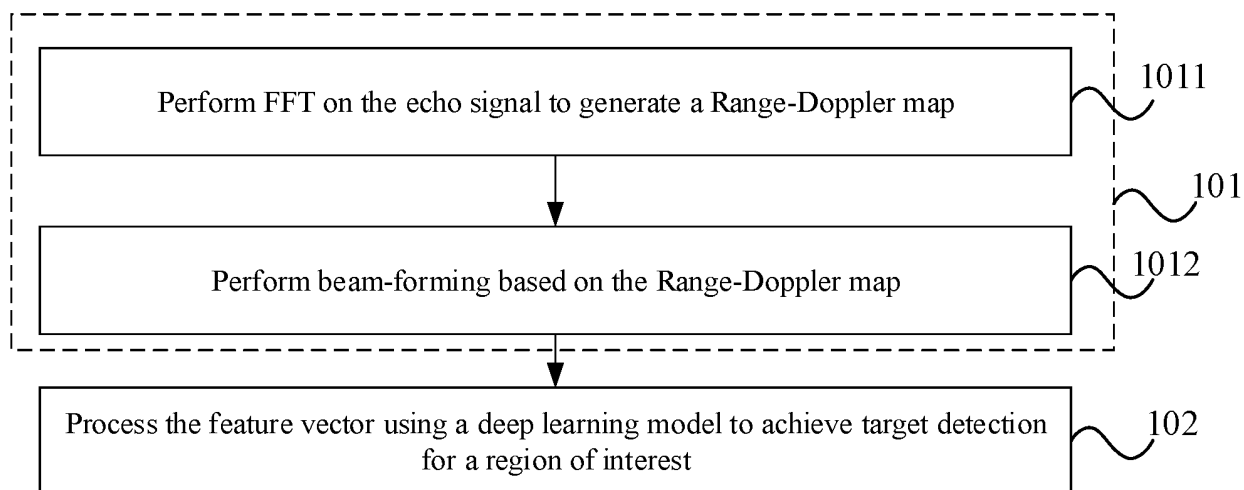 Perform FFT on the echo signal to generate a Range-Doppler map
1011
101
Perform beam-forming based on the Range-Doppler map
1012
Process the feature vector using a deep learning model to achieve target detection
for a region of interest
102